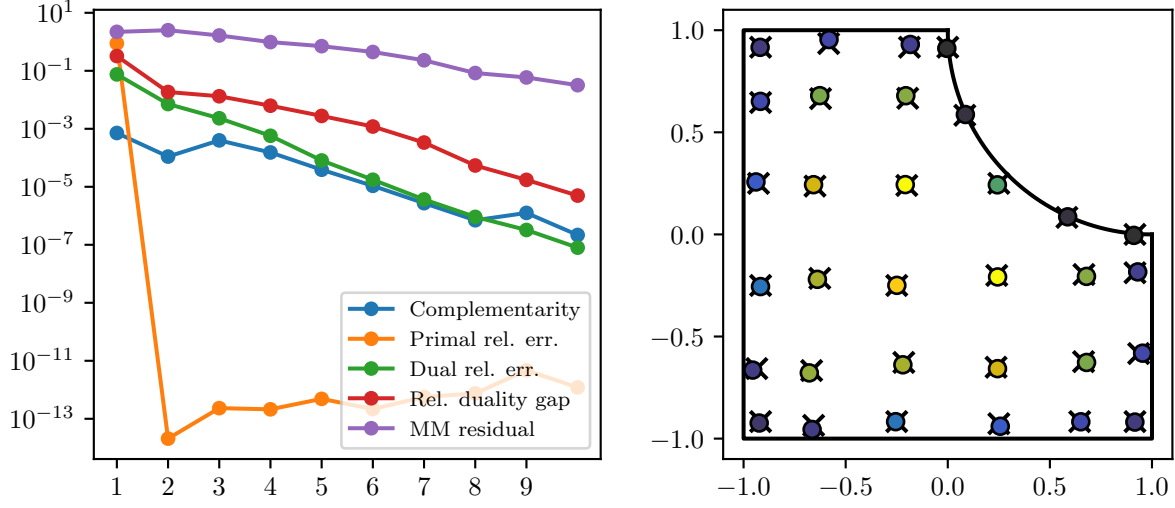 10^1
10^−1
10^−3
10^−5
10^−7
10^−9
10^−11
10^−13
1 2 3 4 5 6 7 8 9
Complementarity
Primal rel. err.
Dual rel. err.
Rel. duality gap
MM residual
1.0
0.5
0.0
−0.5
−1.0
−1.0 −0.5 0.0 0.5 1.0